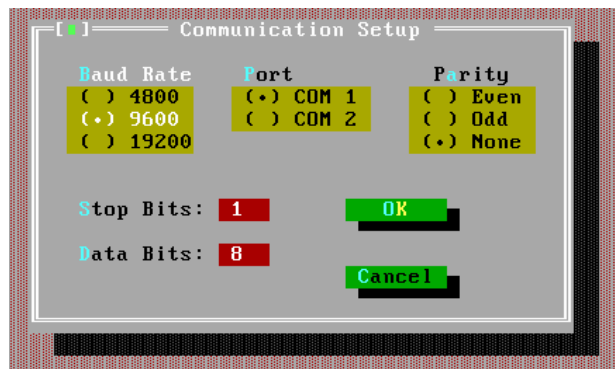 [■] Communication Setup
Baud Rate Port Parity
( ) 4800 (•) COM 1 ( ) Even
(•) 9600 ( ) COM 2 ( ) Odd
( ) 19200 (•) None
Stop Bits: 1 OK
Data Bits: 8
Cancel